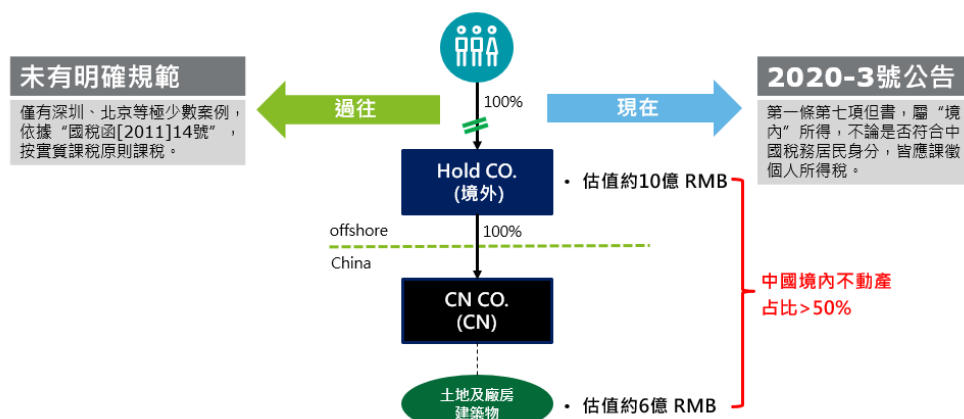 未有明確規範
僅有深圳、北京等極少數案例，
依據“國稅函[2011]14號”，
按實質課稅原則課稅。
過往
100%
現在
2020-3號公告
第一條第七項但書，屬“境
內”所得，不論是否符合中
國稅務居民身分，皆應課徵
個人所得稅。
Hold CO.
(境外)
• 估值約10億 RMB
offshore
100%
China
中國境內不動產
占比>50%
CN CO.
(CN)
土地及廠房
建築物
• 估值約6億 RMB